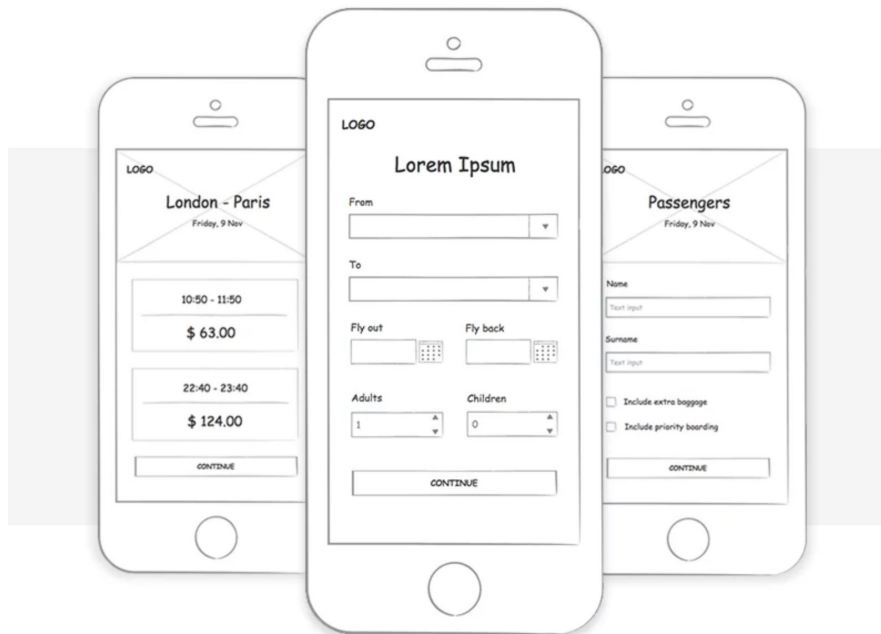 LOGO
London - Paris
Friday, 9 Nov
10:50 - 11:50
$ 63.00
22:40 - 23:40
$ 124.00
CONTINUE
LOGO
Lorem Ipsum
From
To
Fly out Fly back
Adults Children
1 0
CONTINUE
OGO
Passengers
Friday, 9 Nov
Name
Text input
Surname
Text input
Include extra baggage
Include priority boarding
CONTINUE